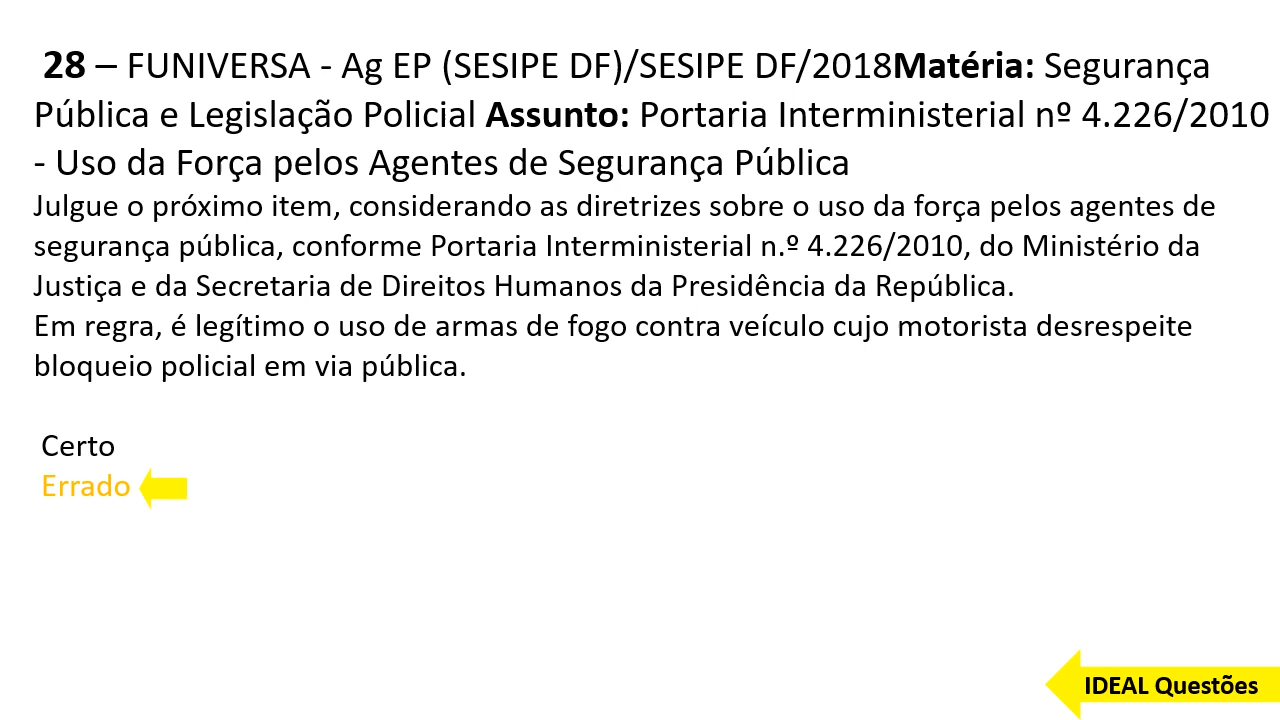 28 – FUNIVERSA - Ag EP (SESIPE DF)/SESIPE DF/2018Matéria: Segurança
Pública e Legislação Policial Assunto: Portaria Interministerial nº 4.226/2010
- Uso da Força pelos Agentes de Segurança Pública
Julgue o próximo item, considerando as diretrizes sobre o uso da força pelos agentes de
segurança pública, conforme Portaria Interministerial n.º 4.226/2010, do Ministério da
Justiça e da Secretaria de Direitos Humanos da Presidência da República.
Em regra, é legítimo o uso de armas de fogo contra veículo cujo motorista desrespeite
bloqueio policial em via pública.
Certo
Errado
IDEAL Questões